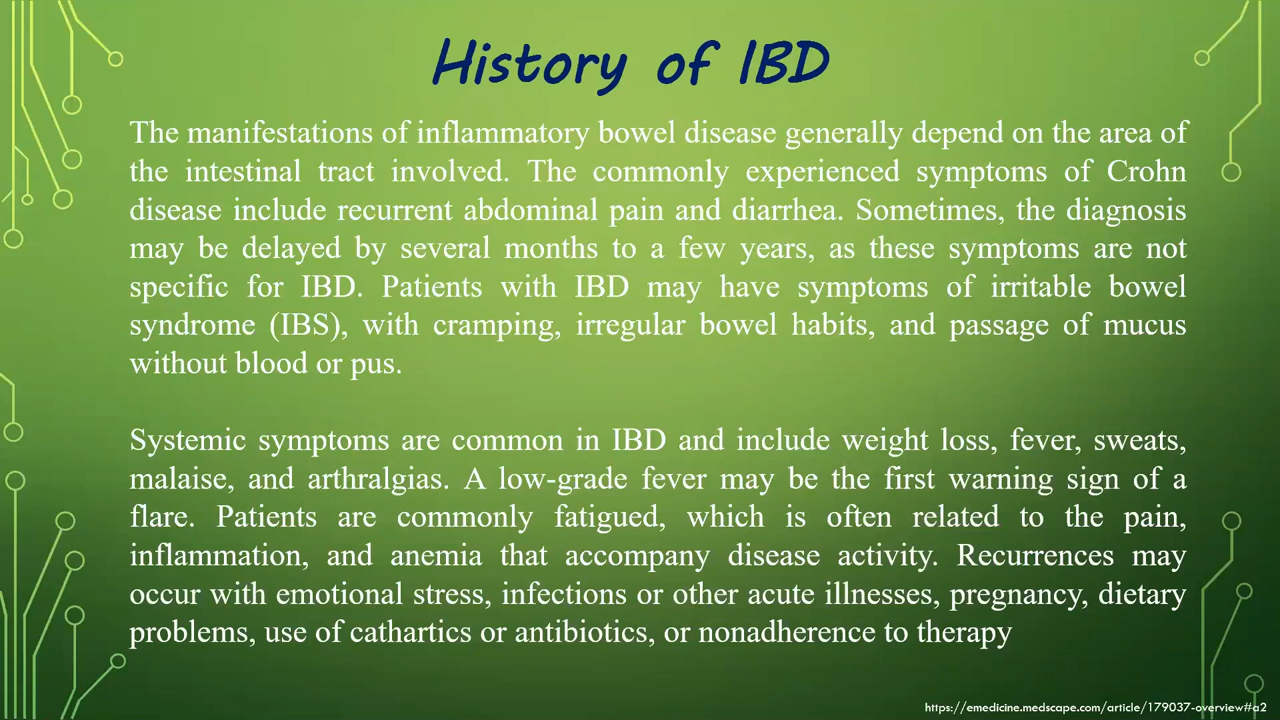 History of IBD
The manifestations of inflammatory bowel disease generally depend on the area of
the intestinal tract involved. The commonly experienced symptoms of Crohn
disease include recurrent abdominal pain and diarrhea. Sometimes, the diagnosis
may be delayed by several months to a few years, as these symptoms are not
specific for IBD. Patients with IBD may have symptoms of irritable bowel
syndrome (IBS), with cramping, irregular bowel habits, and passage of mucus
without blood or pus.
Systemic symptoms are common in IBD and include weight loss, fever, sweats,
malaise, and arthralgias. A low-grade fever may be the first warning sign of a
flare. Patients are commonly fatigued, which is often related to the pain,
inflammation, and anemia that accompany disease activity. Recurrences may
occur with emotional stress, infections or other acute illnesses, pregnancy, dietary
problems, use of cathartics or antibiotics, or nonadherence to therapy
https://emedicine.medscape.com/article/179037-overview#a2